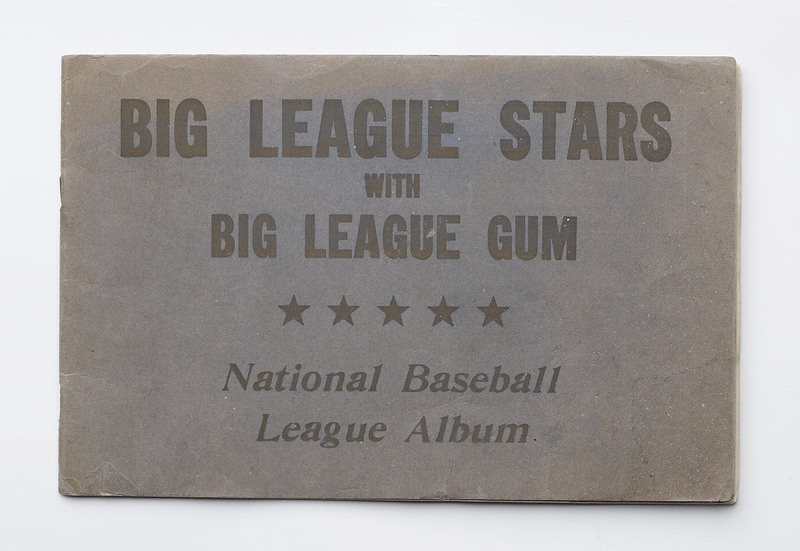 BIG LEAGUE STARS
WITH
BIG LEAGUE GUM
★ ★ ★ ★ ★
National Baseball
League Album